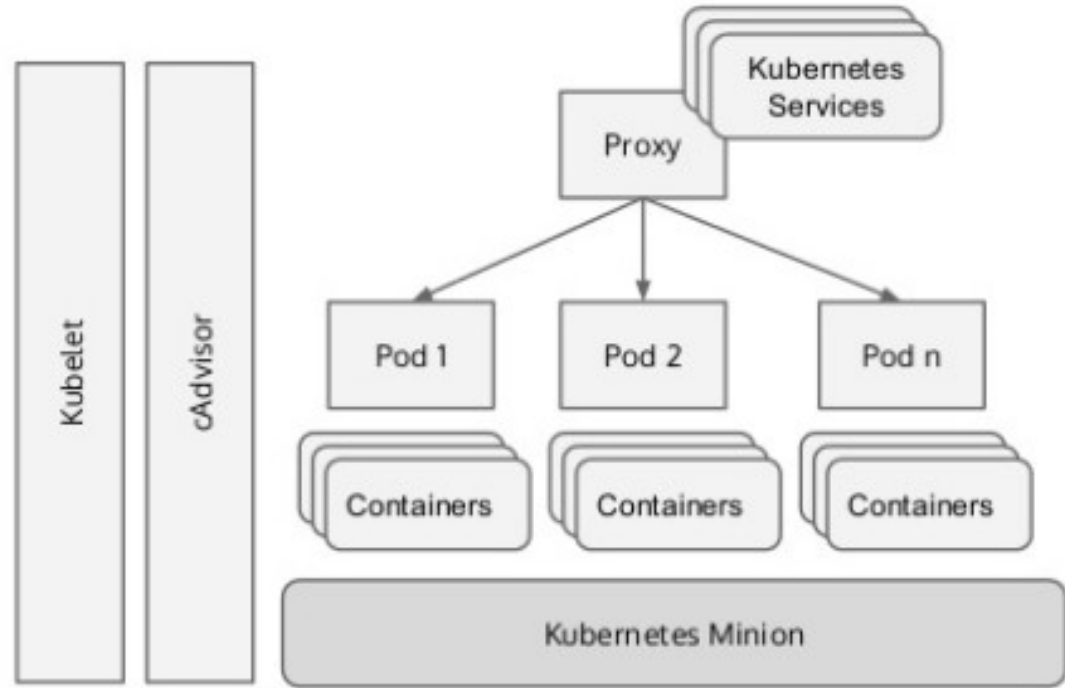 Kubernetes
Services
Proxy
Kubelet
cAdvisor
Pod 1
Pod 2
Pod n
Containers
Containers
Containers
Kubernetes Minion